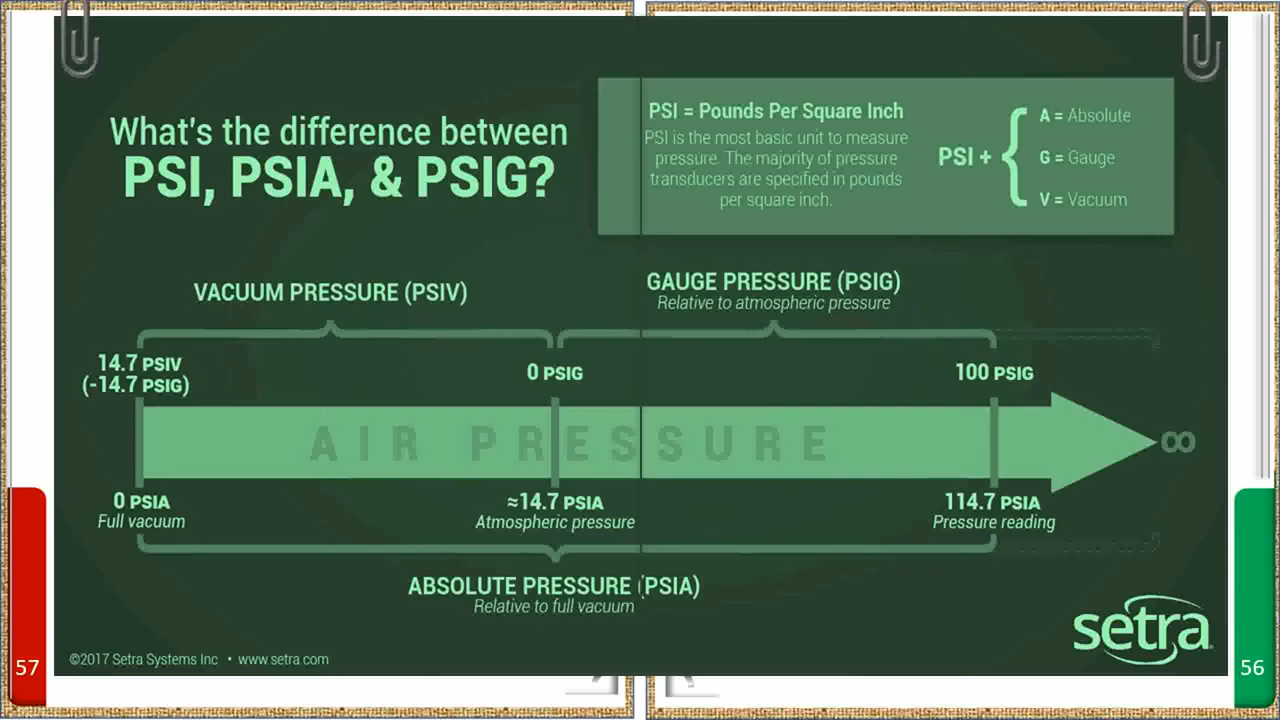 What's the difference between
PSI, PSIA, & PSIG?
PSI = Pounds Per Square Inch
PSI is the most basic unit to measure
pressure. The majority of pressure
transducers are specified in pounds
per square inch.
PSI +
A = Absolute
G = Gauge
V = Vacuum
VACUUM PRESSURE (PSIV)
GAUGE PRESSURE (PSIG)
Relative to atmospheric pressure
14.7 PSIV
(-14.7 PSIG)
0 PSIG
100 PSIG
AIR PRESSURE
∞
0 PSIA
Full vacuum
≈14.7 PSIA
Atmospheric pressure
114.7 PSIA
Pressure reading
ABSOLUTE PRESSURE (PSIA)
Relative to full vacuum
setra
©2017 Setra Systems Inc • www.setra.com
57
56